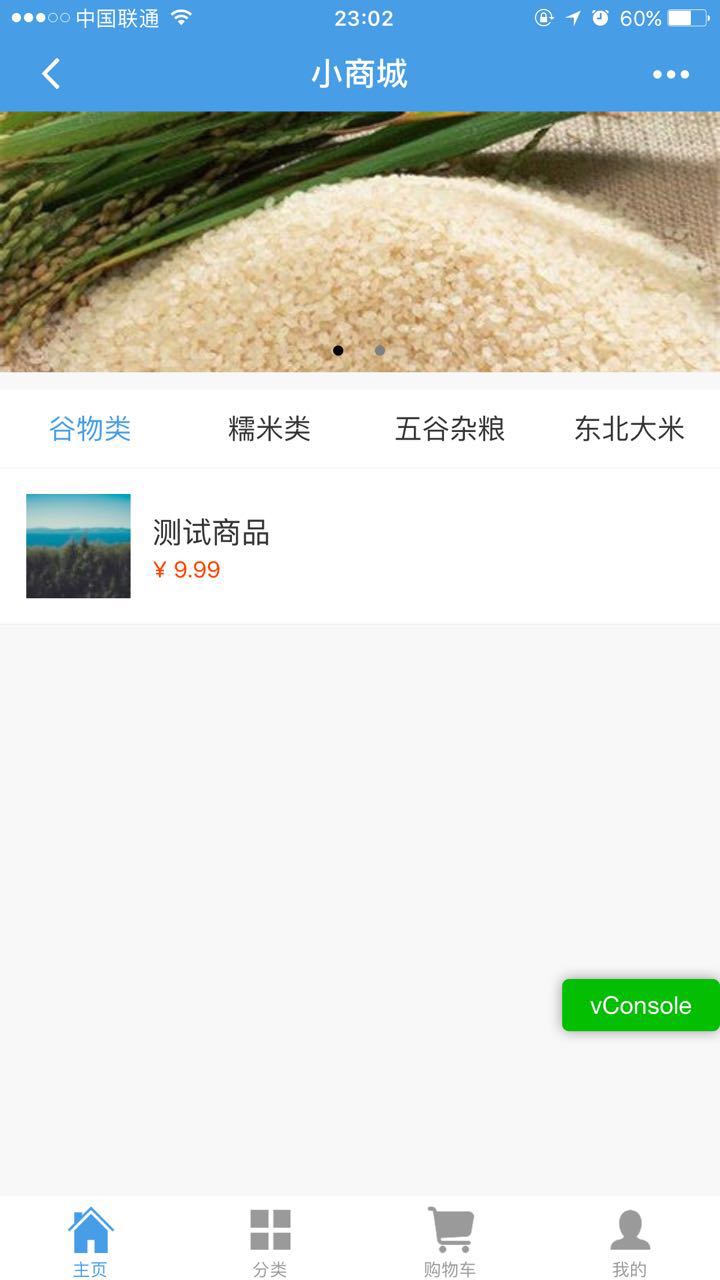 中国联通 23:02 60%
小商城
谷物类 糯米类 五谷杂粮 东北大米
测试商品
¥ 9.99
vConsole
主页 分类 购物车 我的